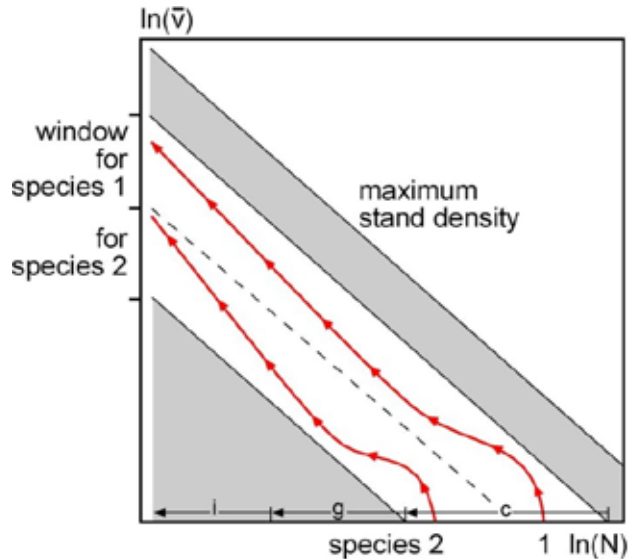 ln(v̄)
window
for
species 1
for
species 2
maximum
stand density
i
g
c
species 2
1
ln(N)